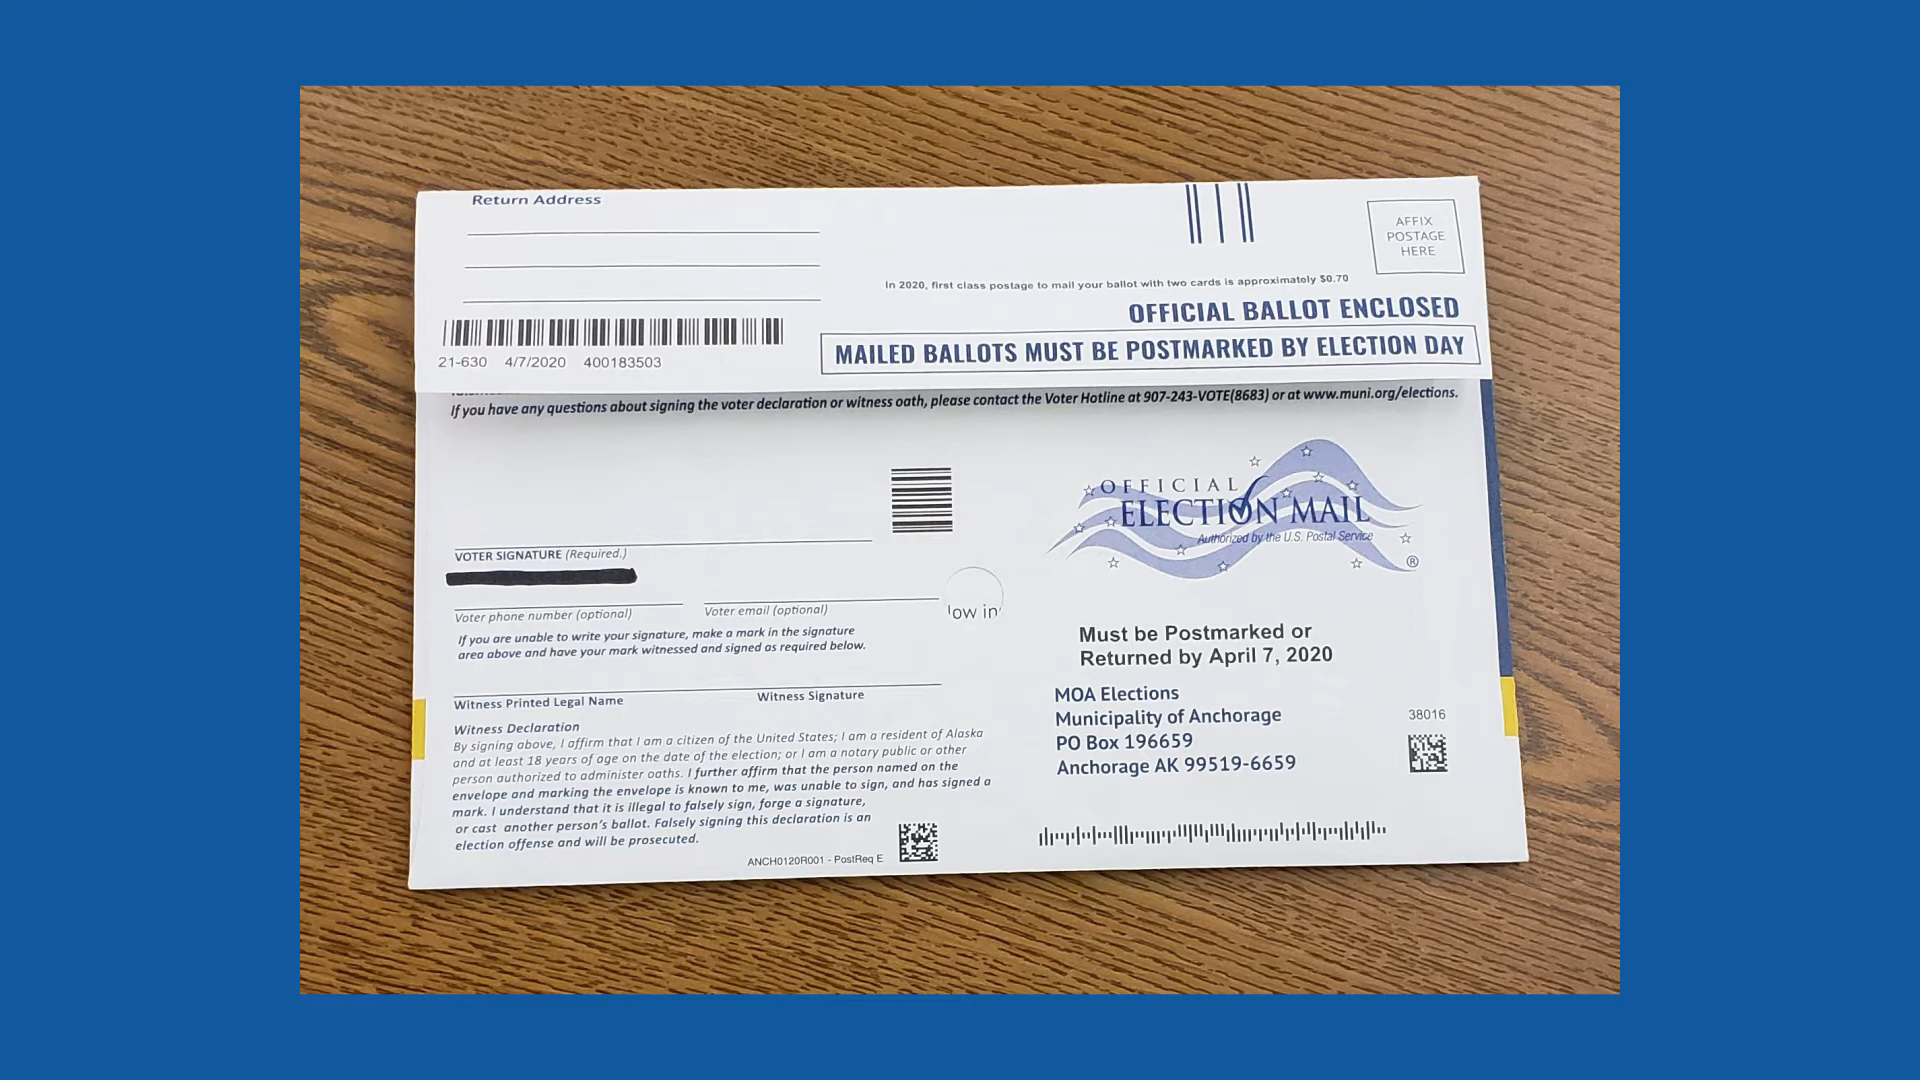 Return Address
AFFIX
POSTAGE
HERE
In 2020, first class postage to mail your ballot with two cards is approximately $0.70
OFFICIAL BALLOT ENCLOSED
MAILED BALLOTS MUST BE POSTMARKED BY ELECTION DAY
21-630 4/7/2020 400183503
If you have any questions about signing the voter declaration or witness oath, please contact the Voter Hotline at 907-243-VOTE(8683) or at www.muni.org/elections.
OFFICIAL
ELECTION MAIL
Authorized by the U.S. Postal Service
®
VOTER SIGNATURE (Required.)
Voter phone number (optional) Voter email (optional)
low in
If you are unable to write your signature, make a mark in the signature
area above and have your mark witnessed and signed as required below.
Witness Printed Legal Name Witness Signature
Witness Declaration
By signing above, I affirm that I am a citizen of the United States; I am a resident of Alaska
and at least 18 years of age on the date of the election; or I am a notary public or other
person authorized to administer oaths. I further affirm that the person named on the
envelope and marking the envelope is known to me, was unable to sign, and has signed a
mark. I understand that it is illegal to falsely sign, forge a signature,
or cast another person's ballot. Falsely signing this declaration is an
election offense and will be prosecuted.
ANCH0120R001 - PostReq E
Must be Postmarked or
Returned by April 7, 2020
MOA Elections
Municipality of Anchorage
PO Box 196659
Anchorage AK 99519-6659
38016